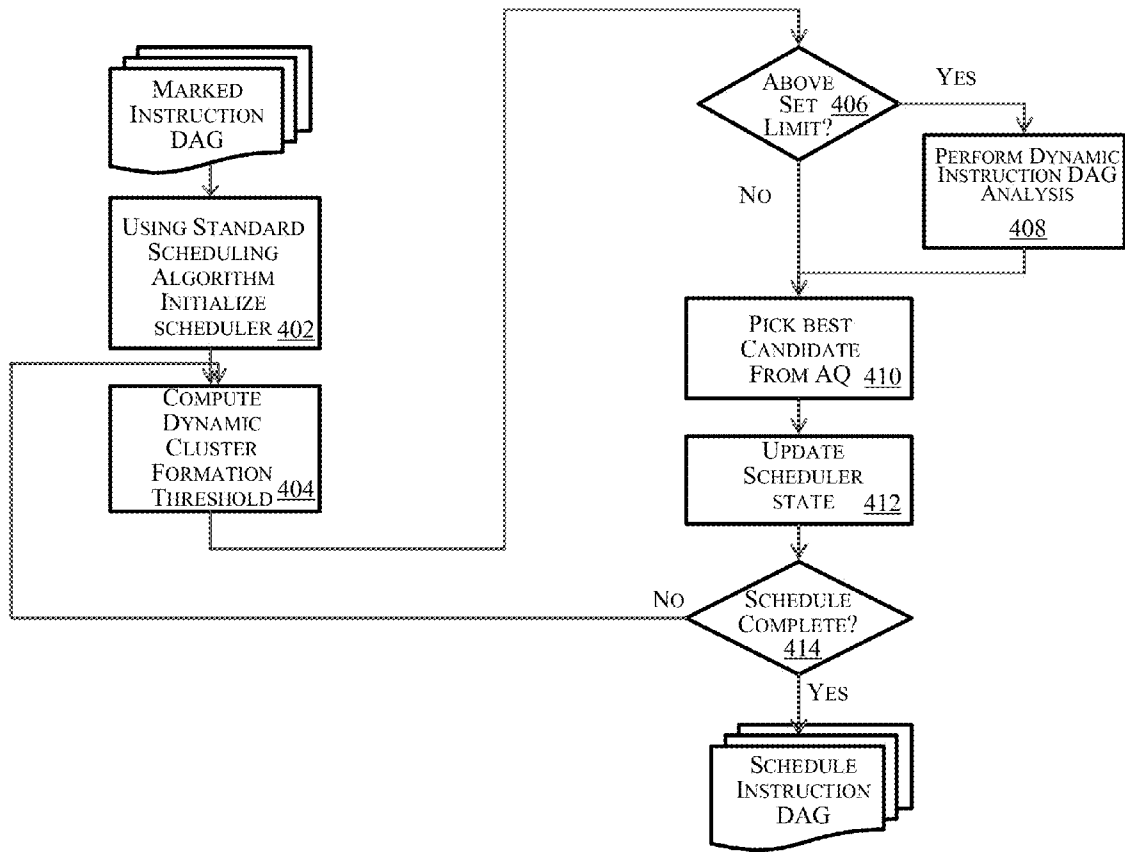 MARKED
INSTRUCTION
DAG
USING STANDARD
SCHEDULING
ALGORITHM
INITIALIZE
SCHEDULER 402
COMPUTE
DYNAMIC
CLUSTER
FORMATION
THRESHOLD 404
ABOVE
SET 406
LIMIT?
YES
NO
PERFORM DYNAMIC
INSTRUCTION DAG
ANALYSIS
408
PICK BEST
CANDIDATE
FROM AQ 410
UPDATE
SCHEDULER
STATE 412
NO
SCHEDULE
COMPLETE?
414
YES
SCHEDULE
INSTRUCTION
DAG